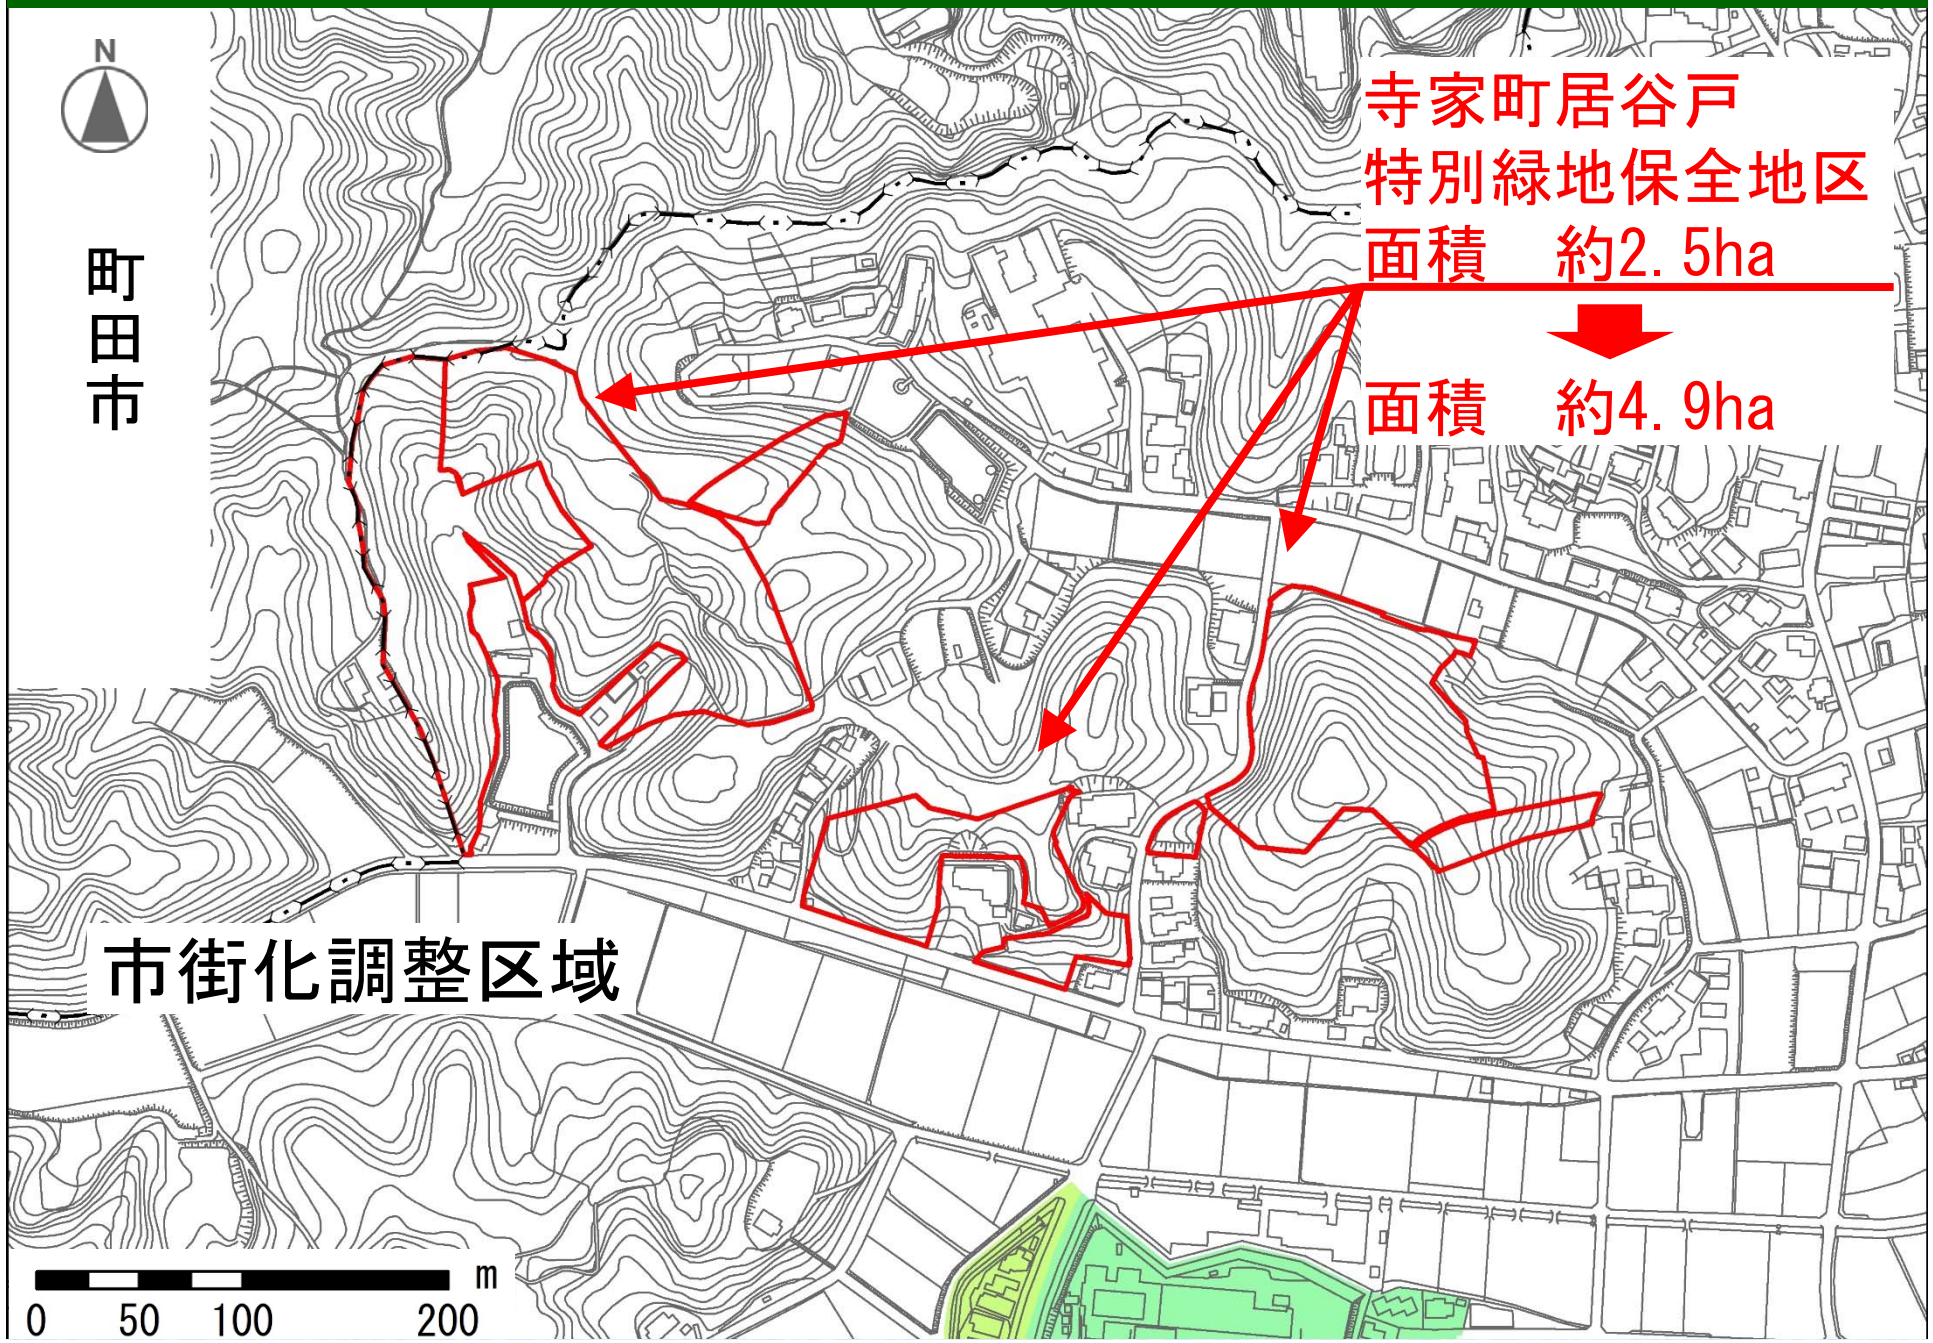 N
町田市
寺家町居谷戸
特別緑地保全地区
面積　約2.5ha
面積　約4.9ha
市街化調整区域
m
0 50 100 200